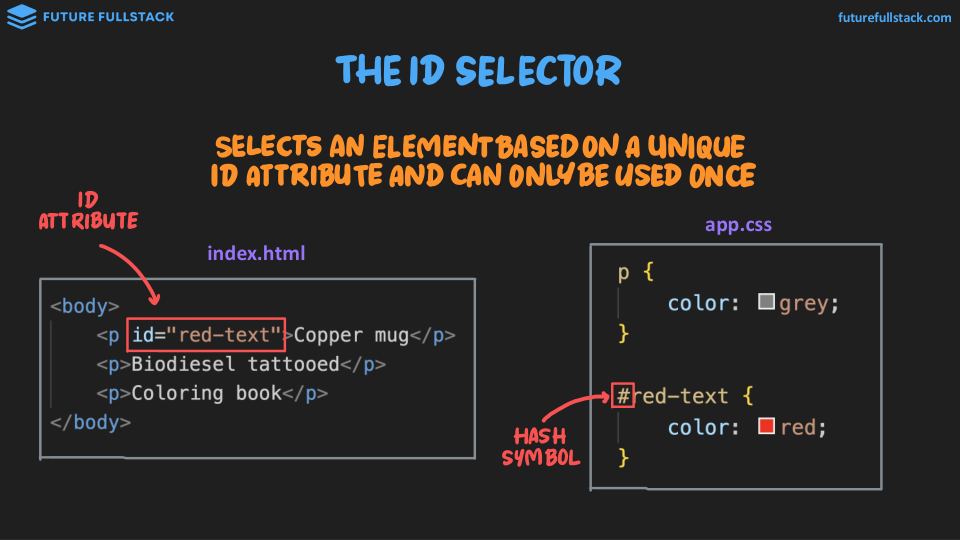 FUTURE FULLSTACK
futurefullstack.com
THE ID SELECTOR
SELECTS AN ELEMENT BASED ON A UNIQUE
ID ATTRIBUTE AND CAN ONLY BE USED ONCE
ID
ATTRIBUTE
index.html
<body>
<p id="red-text">Copper mug</p>
<p>Biodiesel tattooed</p>
<p>Coloring book</p>
</body>
app.css
p {
color: grey;
}
#red-text {
color: red;
}
HASH
SYMBOL